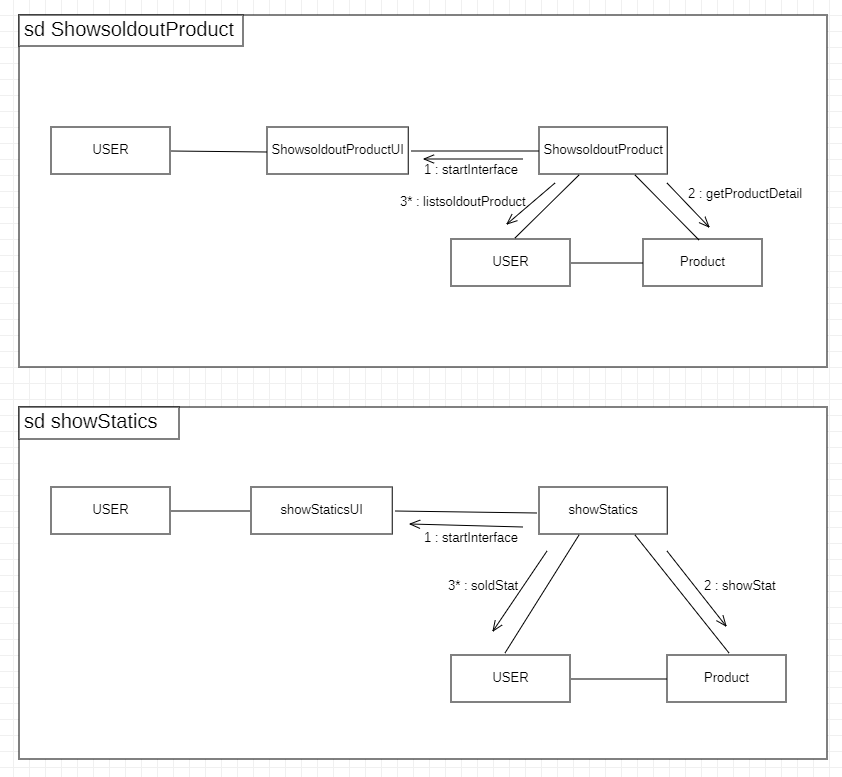 sd ShowsoldoutProduct
USER
ShowsoldoutProductUI
ShowsoldoutProduct
1 : startInterface
3* : listsoldoutProduct
2 : getProductDetail
USER
Product
sd showStatics
USER
showStaticsUI
showStatics
1 : startInterface
3* : soldStat
2 : showStat
USER
Product